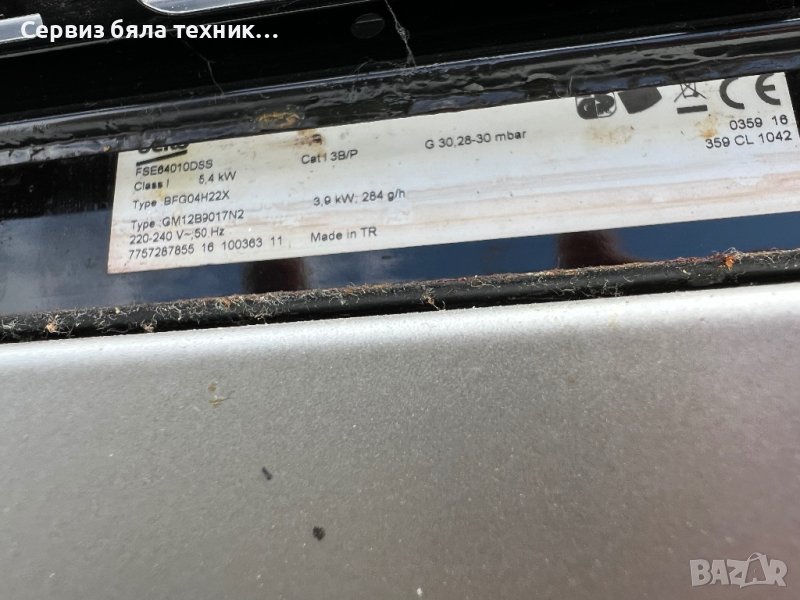 Сервиз бяла техник...
beko
FSE64010DSS
Class I 5,4 kW
Cat I 3B/P
G 30,28-30 mbar
CE
0359 16
359 CL 1042
Type BFG04H22X
3,9 kW; 284 g/h
Type :GM12B9017N2
220-240 V~,50 Hz
7757287855 16 100363 11
Made in TR
BAZAR